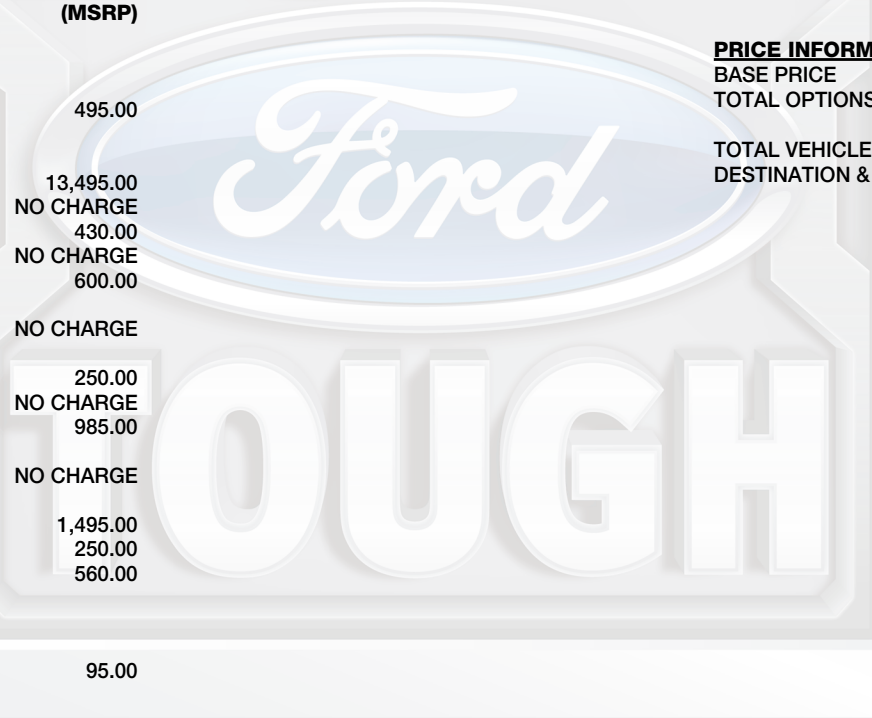 (MSRP)
495.00
13,495.00
NO CHARGE
430.00
NO CHARGE
600.00
NO CHARGE
250.00
NO CHARGE
985.00
NO CHARGE
1,495.00
250.00
560.00
95.00
PRICE INFORM
BASE PRICE
TOTAL OPTIONS
TOTAL VEHICLE
DESTINATION &
Ford
TOUGH